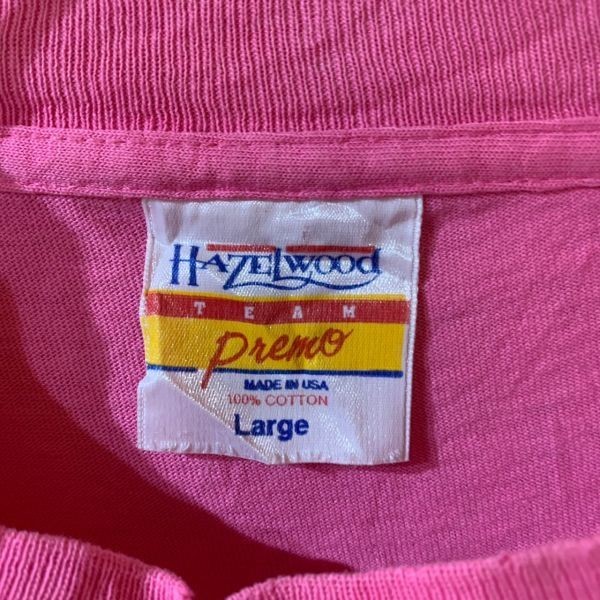 HAZELWOOD
TEAM
Premo
MADE IN USA
100% COTTON
Large